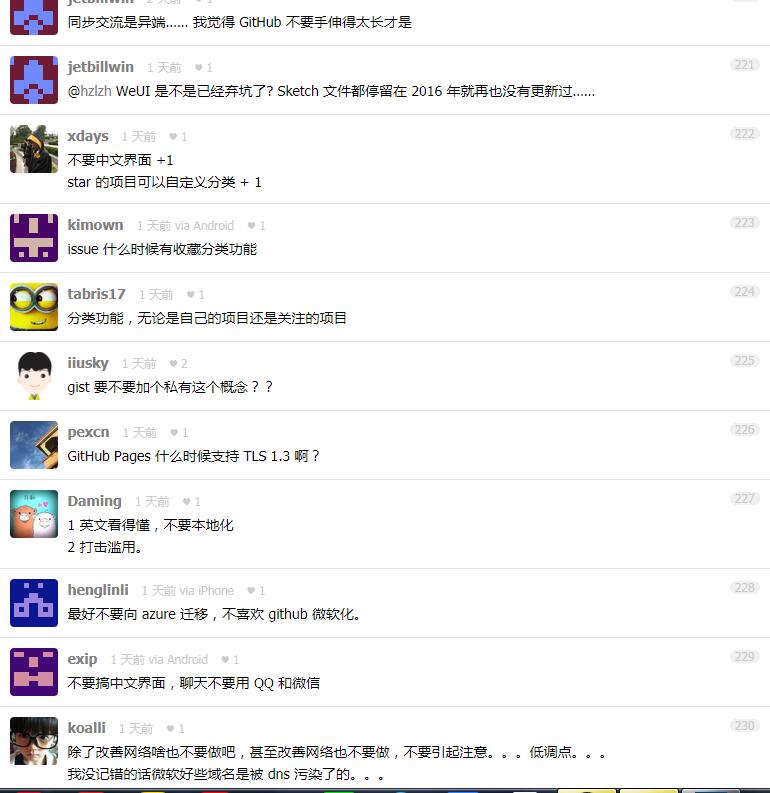 jetbillwin 2 天前 ♥ 1
同步交流是异端...... 我觉得 GitHub 不要手伸得太长才是
jetbillwin 1 天前 ♥ 1 221
@hzlzh WeUI 是不是已经弃坑了? Sketch 文件都停留在 2016 年就再也没有更新过......
xdays 1 天前 ♥ 1 222
不要中文界面 +1
star 的项目可以自定义分类 + 1
kimown 1 天前 via Android ♥ 1 223
issue 什么时候有收藏分类功能
tabris17 1 天前 ♥ 1 224
分类功能，无论是自己的项目还是关注的项目
iiusky 1 天前 ♥ 2 225
gist 要不要加个私有这个概念？？
pexcn 1 天前 ♥ 1 226
GitHub Pages 什么时候支持 TLS 1.3 啊？
Daming 1 天前 ♥ 1 227
1 英文看得懂，不要本地化
2 打击滥用。
henglinli 1 天前 via iPhone ♥ 1 228
最好不要向 azure 迁移，不喜欢 github 微软化。
exip 1 天前 via Android ♥ 1 229
不要搞中文界面，聊天不要用 QQ 和微信
koalli 1 天前 ♥ 1 230
除了改善网络啥也不要做吧，甚至改善网络也不要做，不要引起注意。。。低调点。。。
我没记错的话微软好些域名是被 dns 污染了的。。。